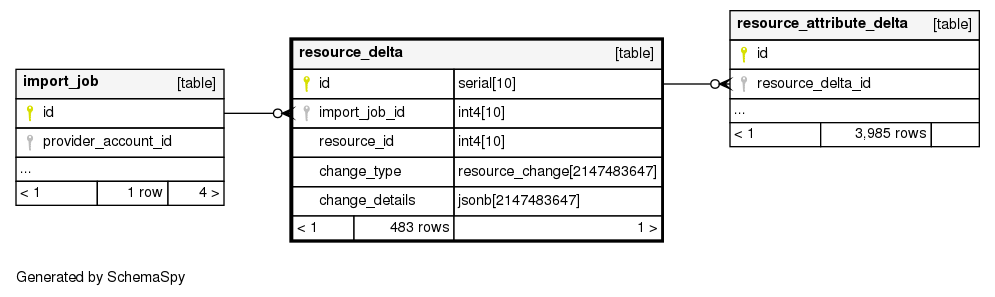 import_job [table]
id
provider_account_id
...
< 1 1 row 4 >
resource_delta [table]
id serial[10]
import_job_id int4[10]
resource_id int4[10]
change_type resource_change[2147483647]
change_details jsonb[2147483647]
< 1 483 rows 1 >
resource_attribute_delta [table]
id
resource_delta_id
...
< 1 3,985 rows
Generated by SchemaSpy